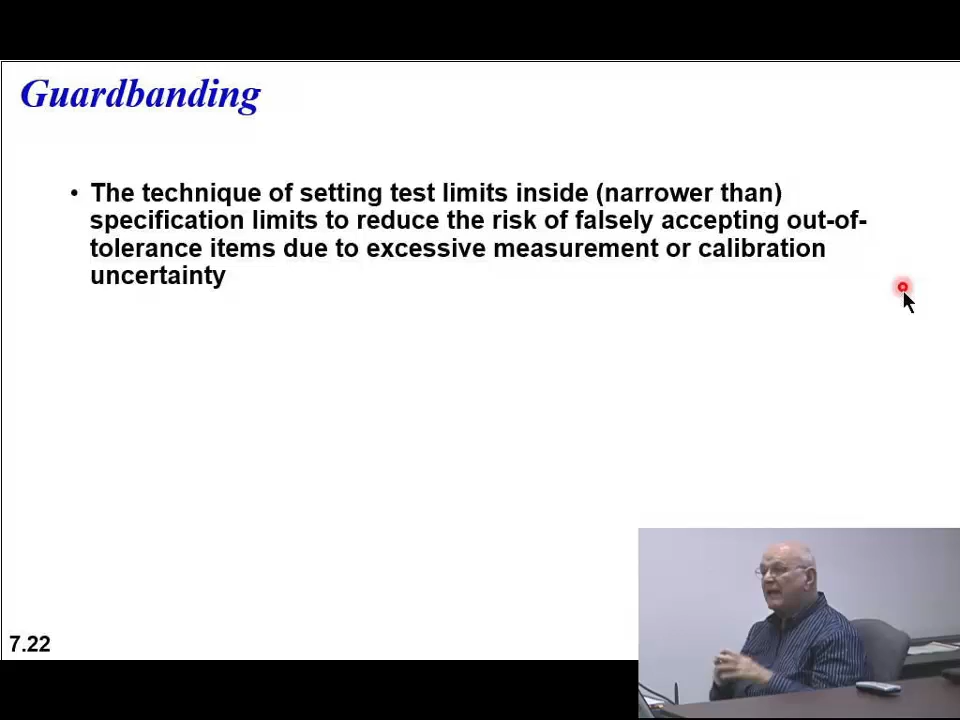 Guardbanding
• The technique of setting test limits inside (narrower than)
specification limits to reduce the risk of falsely accepting out-of-
tolerance items due to excessive measurement or calibration
uncertainty
7.22